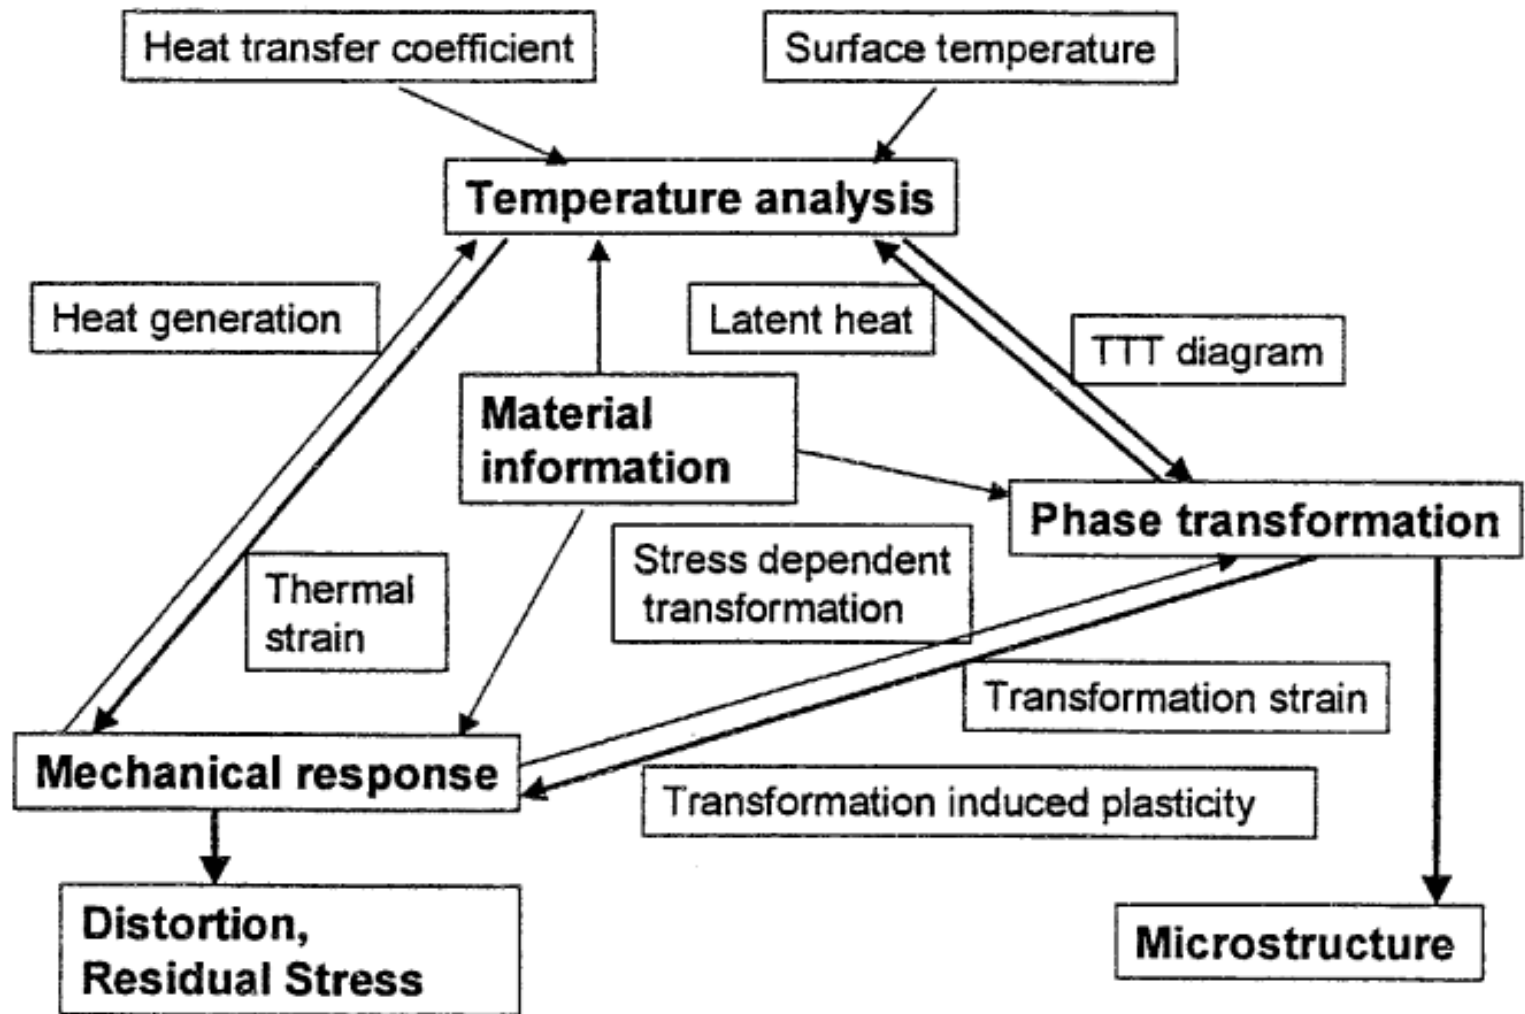 Heat transfer coefficient
Surface temperature
Temperature analysis
Heat generation
Latent heat
TTT diagram
Material
information
Phase transformation
Stress dependent
transformation
Thermal
strain
Transformation strain
Mechanical response
Transformation induced plasticity
Distortion,
Residual Stress
Microstructure